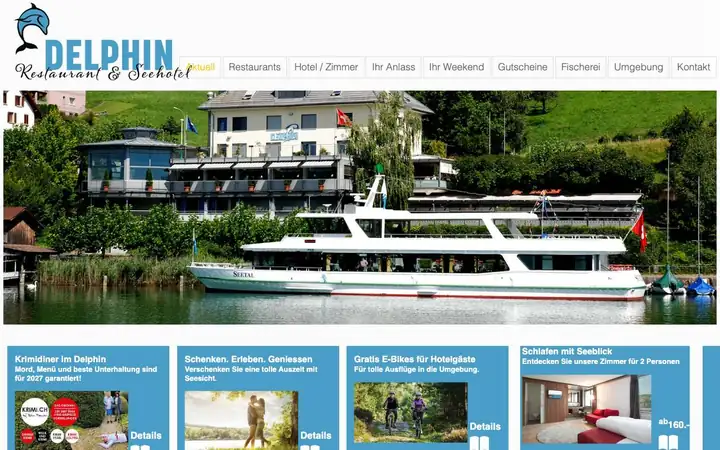 DELPHIN
Restaurant & Seehotel
Aktuell
Restaurants
Hotel / Zimmer
Ihr Anlass
Ihr Weekend
Gutscheine
Fischerei
Umgebung
Kontakt
SEETAL
Krimidiner im Delphin
Mord, Menü und beste Unterhaltung sind
für 2027 garantiert!
KRIMI.CH
Details
Schenken. Erleben. Geniessen
Verschenken Sie eine tolle Auszeit mit
Seesicht.
Details
Gratis E-Bikes für Hotelgäste
Für tolle Ausflüge in die Umgebung.
Details
Schlafen mit Seeblick
Entdecken Sie unsere Zimmer für 2 Personen
ab160.-